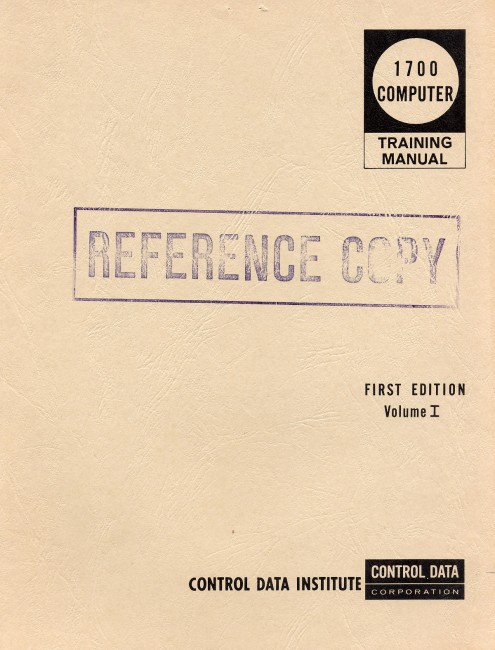 1700
COMPUTER
TRAINING
MANUAL
REFERENCE COPY
FIRST EDITION
Volume I
CONTROL DATA INSTITUTE
CONTROL DATA
CORPORATION